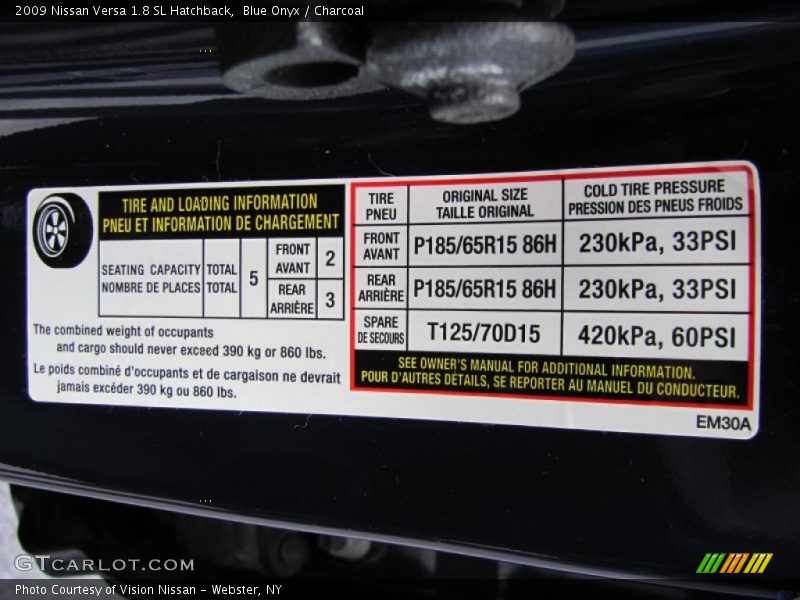 2009 Nissan Versa 1.8 SL Hatchback,  Blue Onyx / Charcoal
TIRE AND LOADING INFORMATION
PNEU ET INFORMATION DE CHARGEMENT
SEATING CAPACITY TOTAL 5 FRONT 2
NOMBRE DE PLACES TOTAL AVANT
REAR 3
ARRIÈRE
The combined weight of occupants
and cargo should never exceed 390 kg or 860 lbs.
Le poids combiné d'occupants et de cargaison ne devrait
jamais excéder 390 kg ou 860 lbs.
TIRE ORIGINAL SIZE COLD TIRE PRESSURE
PNEU TAILLE ORIGINAL PRESSION DES PNEUS FROIDS
FRONT P185/65R15 86H 230kPa, 33PSI
AVANT
REAR P185/65R15 86H 230kPa, 33PSI
ARRIÈRE
SPARE T125/70D15 420kPa, 60PSI
DE SECOURS
SEE OWNER'S MANUAL FOR ADDITIONAL INFORMATION.
POUR D'AUTRES DÉTAILS, SE REPORTER AU MANUEL DU CONDUCTEUR.
EM30A
GTCARLOT.COM
Photo Courtesy of Vision Nissan - Webster, NY